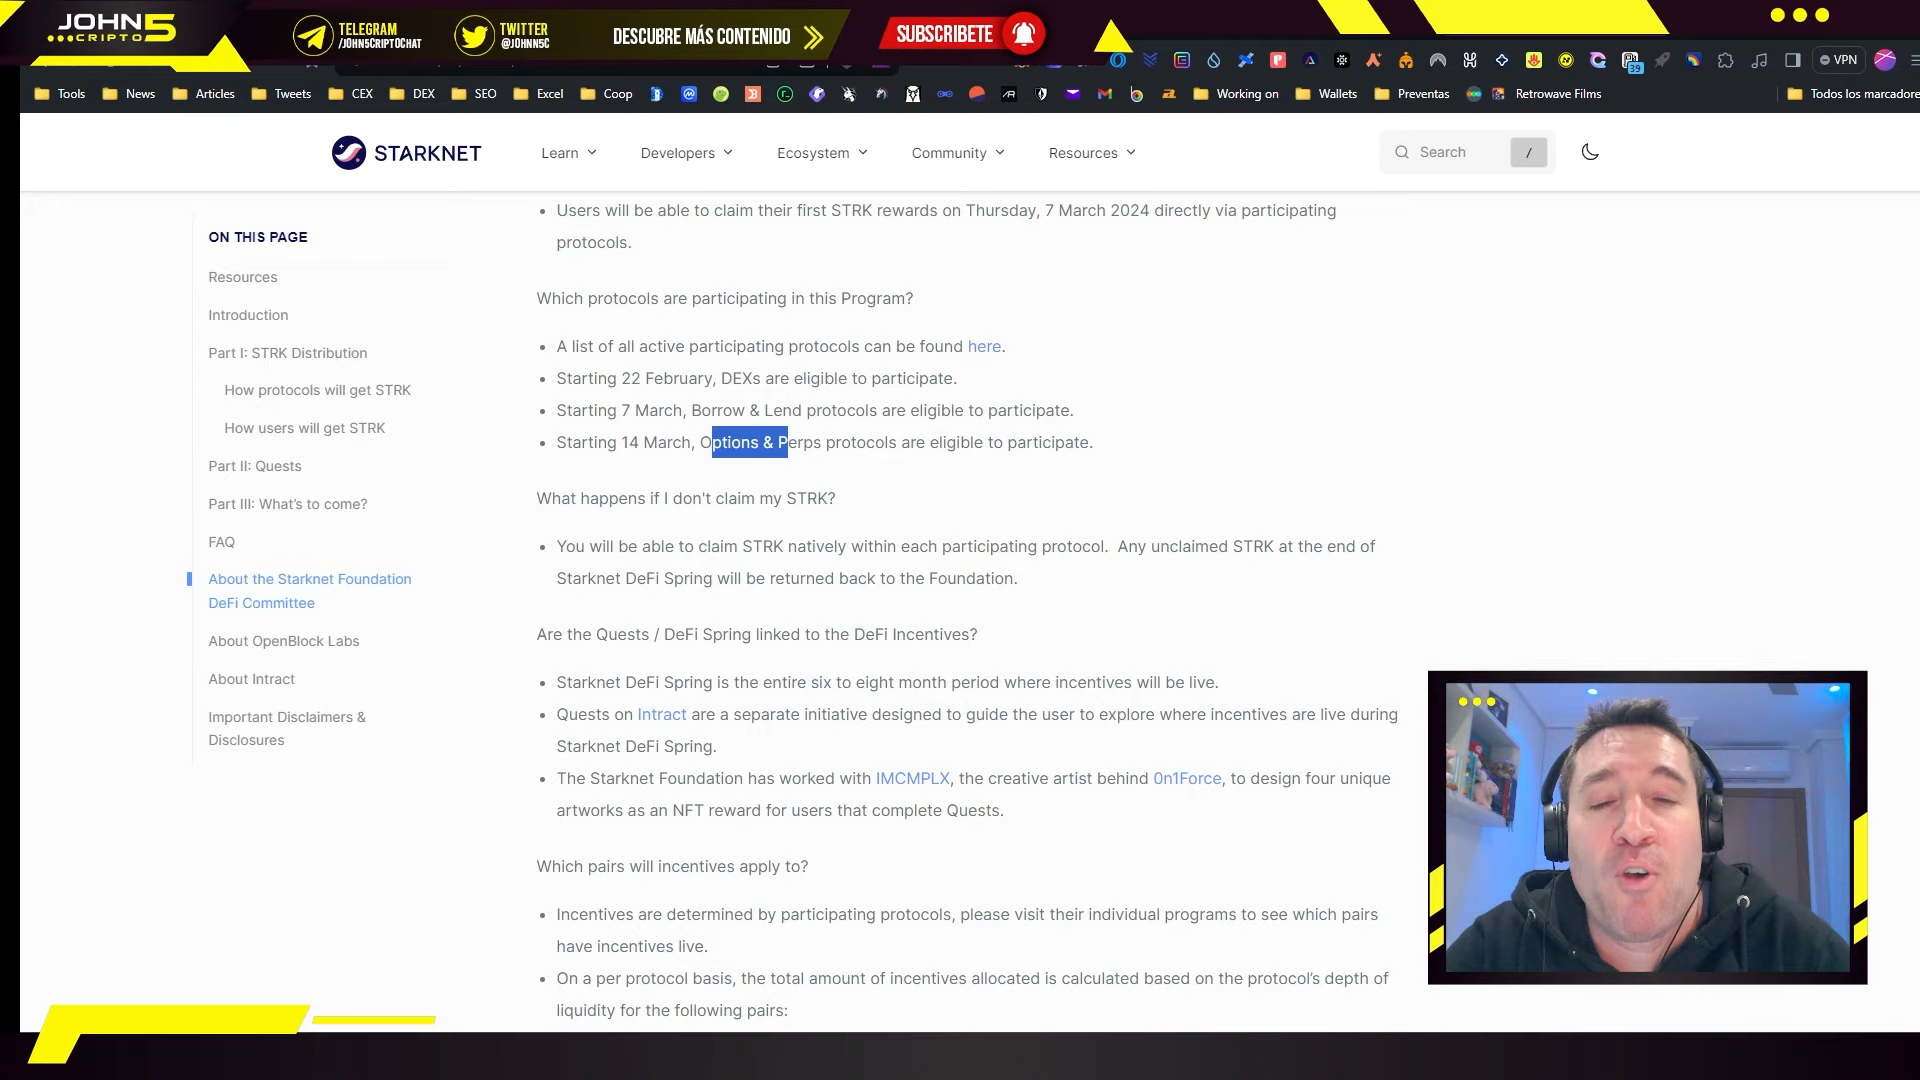 JOHN 5
CRIPTO
TELEGRAM
/JOHN5CRIPTOCHAT
TWITTER
@J0HNN5C
DESCUBRE MÁS CONTENIDO
SUBSCRIBETE
39
VPN
Tools
News
Articles
Tweets
CEX
DEX
SEO
Excel
Coop
Working on
Wallets
Preventas
Retrowave Films
Todos los marcadore
STARKNET
Learn
Developers
Ecosystem
Community
Resources
Search
/
ON THIS PAGE
Resources
Introduction
Part I: STRK Distribution
How protocols will get STRK
How users will get STRK
Part II: Quests
Part III: What's to come?
FAQ
About the Starknet Foundation
DeFi Committee
About OpenBlock Labs
About Intract
Important Disclaimers &
Disclosures
• Users will be able to claim their first STRK rewards on Thursday, 7 March 2024 directly via participating
protocols.
Which protocols are participating in this Program?
• A list of all active participating protocols can be found here.
• Starting 22 February, DEXs are eligible to participate.
• Starting 7 March, Borrow & Lend protocols are eligible to participate.
• Starting 14 March, Options & Perps protocols are eligible to participate.
What happens if I don't claim my STRK?
• You will be able to claim STRK natively within each participating protocol. Any unclaimed STRK at the end of
Starknet DeFi Spring will be returned back to the Foundation.
Are the Quests / DeFi Spring linked to the DeFi Incentives?
• Starknet DeFi Spring is the entire six to eight month period where incentives will be live.
• Quests on Intract are a separate initiative designed to guide the user to explore where incentives are live during
Starknet DeFi Spring.
• The Starknet Foundation has worked with IMCMPLX, the creative artist behind 0n1Force, to design four unique
artworks as an NFT reward for users that complete Quests.
Which pairs will incentives apply to?
• Incentives are determined by participating protocols, please visit their individual programs to see which pairs
have incentives live.
• On a per protocol basis, the total amount of incentives allocated is calculated based on the protocol's depth of
liquidity for the following pairs: